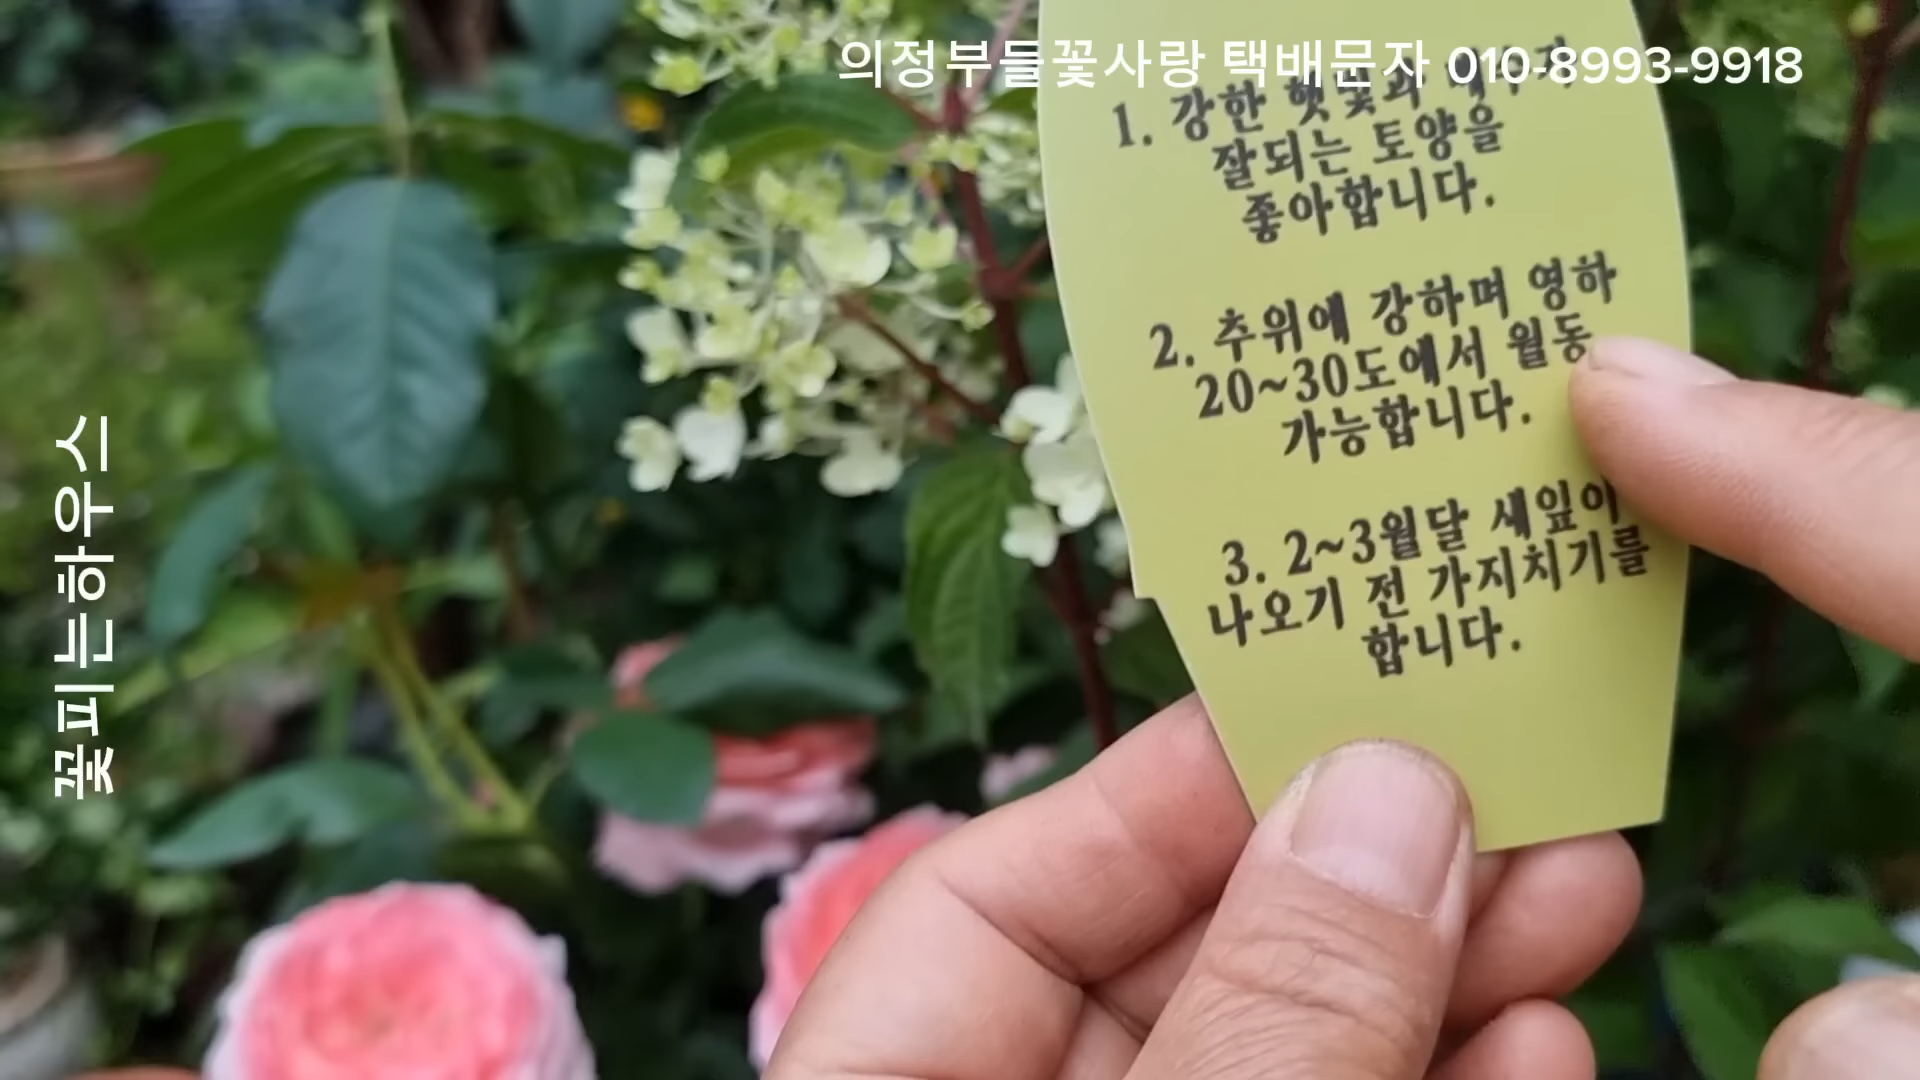 의정부들꽃사랑 택배문자 010-8993-9918
1. 강한 햇빛과
잘되는 토양을
좋아합니다.
2. 추위에 강하며 영하
20~30도에서 월동
가능합니다.
3. 2~3월달 새잎이
나오기 전 가지치기를
합니다.
꽃피는하우스